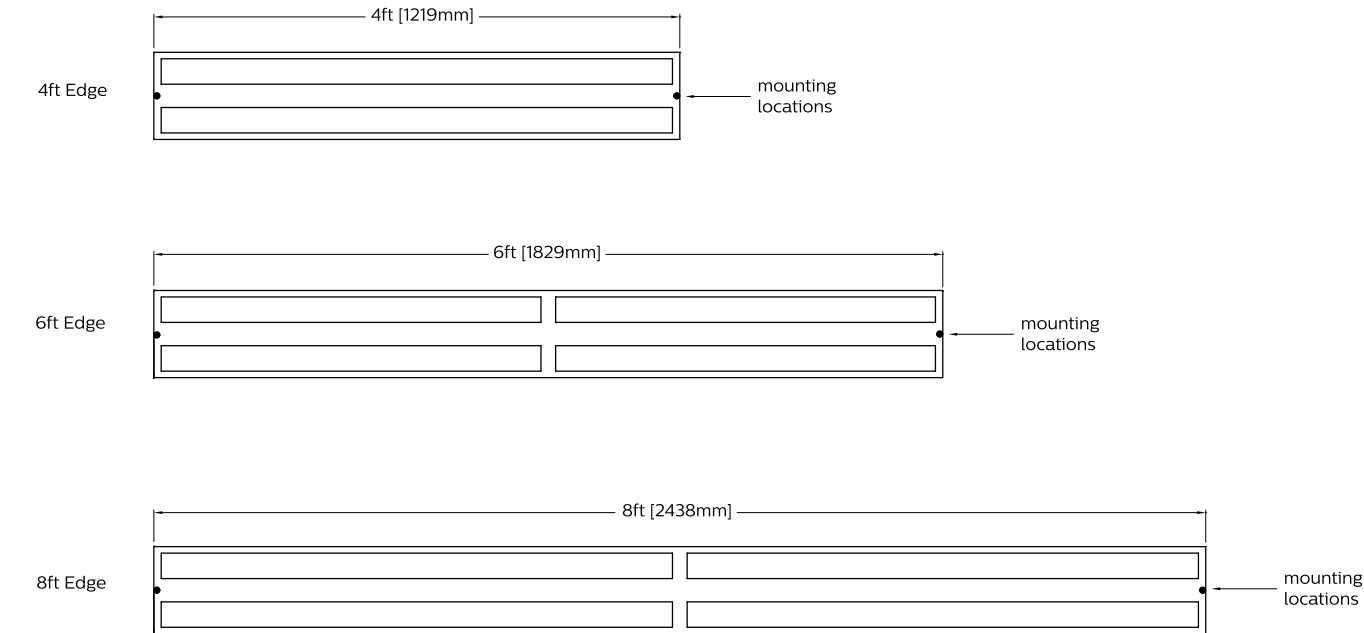 4ft [1219mm]
4ft Edge
mounting
locations
6ft [1829mm]
6ft Edge
mounting
locations
8ft [2438mm]
8ft Edge
mounting
locations